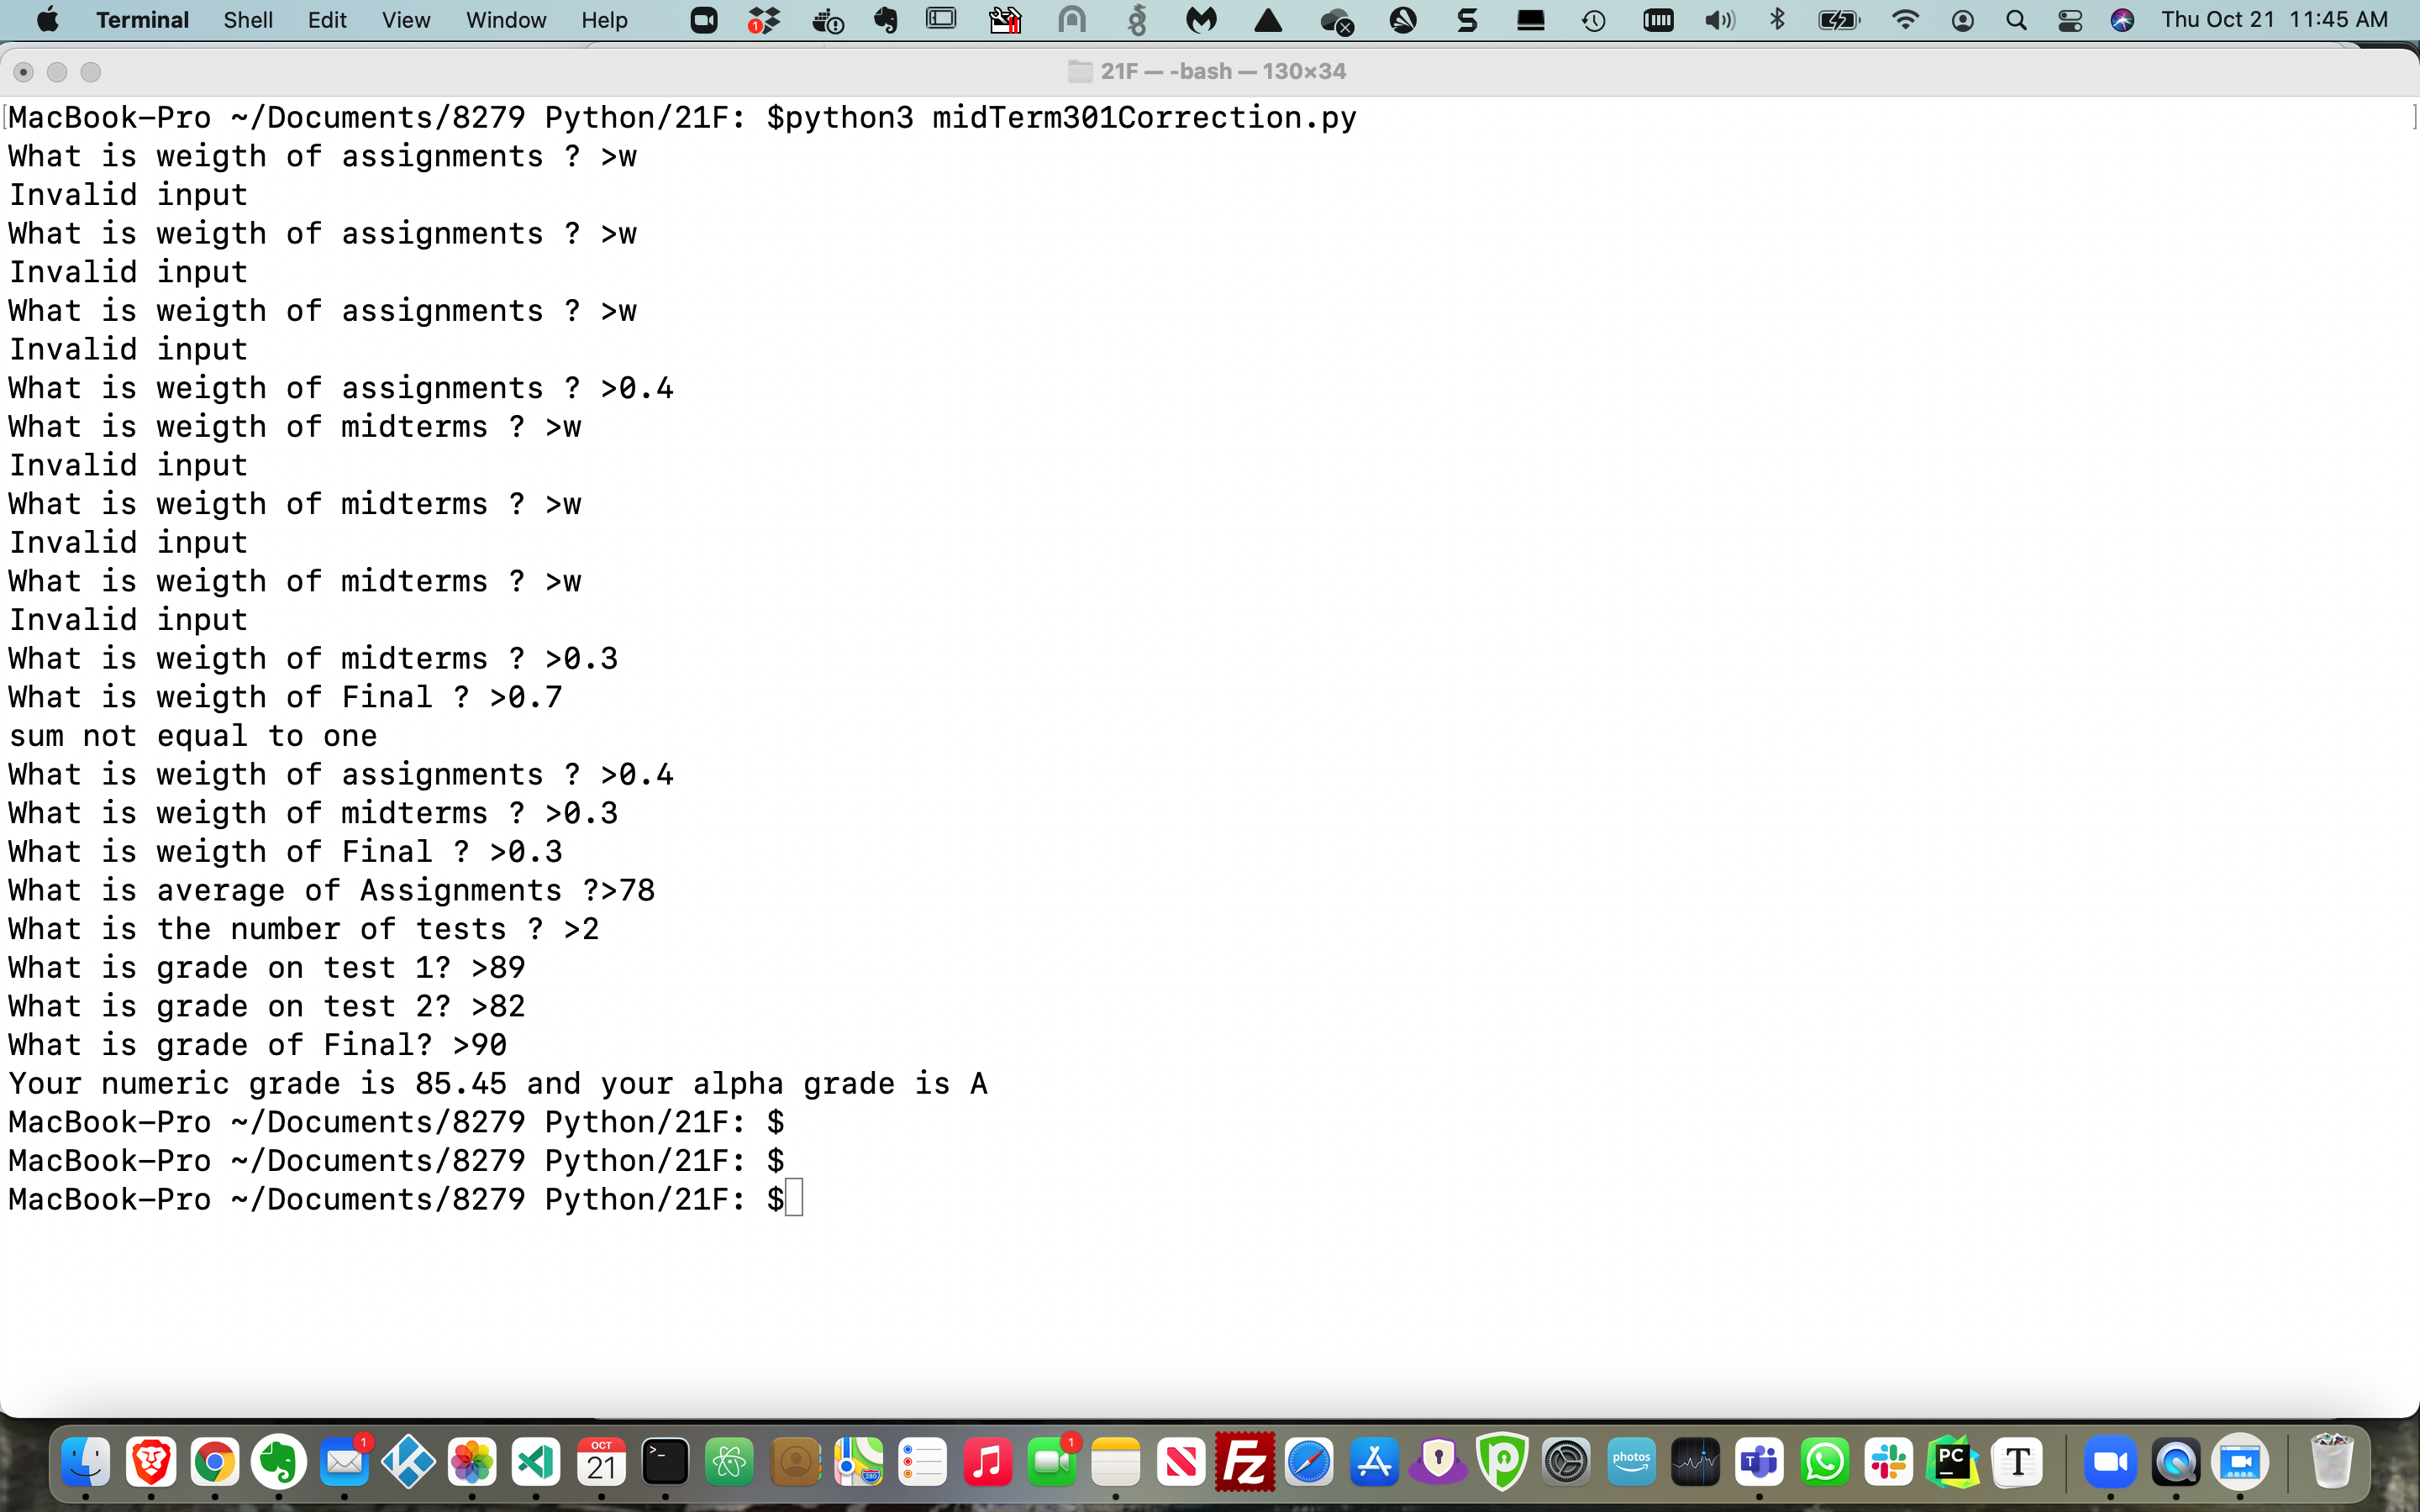 Terminal Shell Edit View Window Help 1 Thu Oct 21 11:45 AM
21F — -bash — 130×34
MacBook-Pro ~/Documents/8279 Python/21F: $python3 midTerm301Correction.py
What is weigth of assignments ? >w
Invalid input
What is weigth of assignments ? >w
Invalid input
What is weigth of assignments ? >w
Invalid input
What is weigth of assignments ? >0.4
What is weigth of midterms ? >w
Invalid input
What is weigth of midterms ? >w
Invalid input
What is weigth of midterms ? >w
Invalid input
What is weigth of midterms ? >0.3
What is weigth of Final ? >0.7
sum not equal to one
What is weigth of assignments ? >0.4
What is weigth of midterms ? >0.3
What is weigth of Final ? >0.3
What is average of Assignments ?>78
What is the number of tests ? >2
What is grade on test 1? >89
What is grade on test 2? >82
What is grade of Final? >90
Your numeric grade is 85.45 and your alpha grade is A
MacBook-Pro ~/Documents/8279 Python/21F: $
MacBook-Pro ~/Documents/8279 Python/21F: $
MacBook-Pro ~/Documents/8279 Python/21F: $
1 OCT 21 >_ 280 1 N Fz P photos T PC T